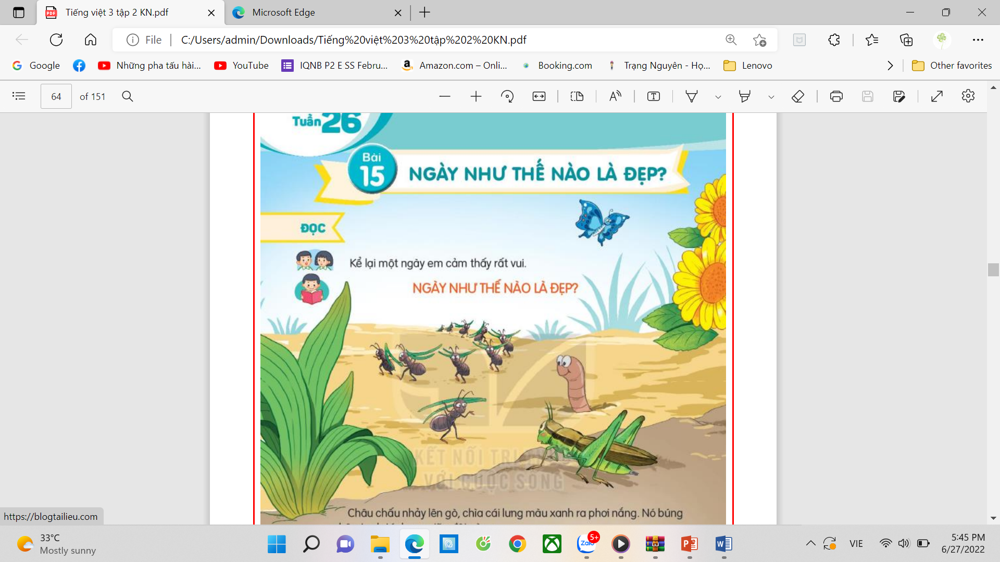 Tiếng việt 3 tập 2 KN.pdf
Microsoft Edge
File
C:/Users/admin/Downloads/Tiếng%20việt%203%20tập%202%20KN.pdf
Google
Những pha tấu hài...
YouTube
IQNB P2 E SS Febru...
Amazon.com – Onli...
Booking.com
Trạng Nguyên - Họ...
Lenovo
Other favorites
64 of 151
Tuần 26
Bài 15
NGÀY NHƯ THẾ NÀO LÀ ĐẸP?
ĐỌC
Kể lại một ngày em cảm thấy rất vui.
NGÀY NHƯ THẾ NÀO LÀ ĐẸP?
KẾT NỐI TRI
VỚI CUỘC SỐNG
Châu chấu nhảy lên gò, chìa cái lưng màu xanh ra phơi nắng. Nó búng
https://blogtailieu.com
33°C
Mostly sunny
Zalo
5+
VIE
5:45 PM
6/27/2022